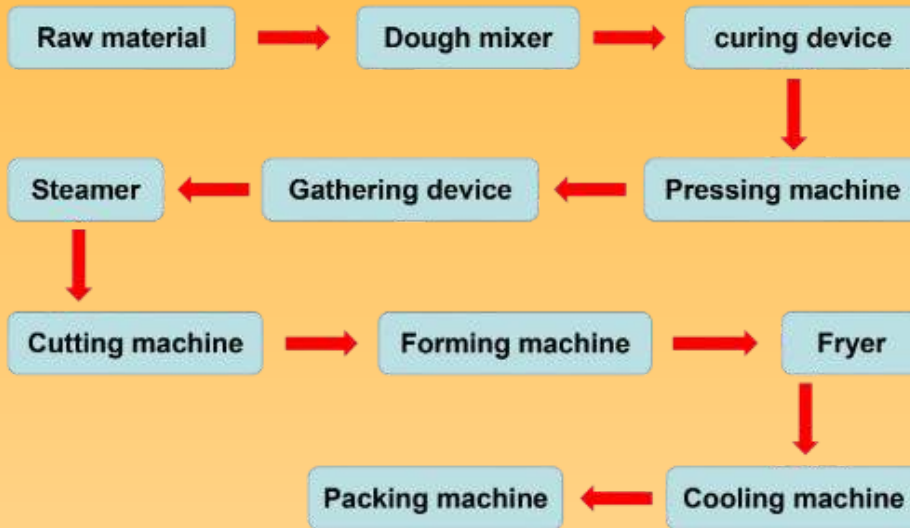 Raw material
Dough mixer
curing device
Pressing machine
Gathering device
Steamer
Cutting machine
Forming machine
Fryer
Cooling machine
Packing machine